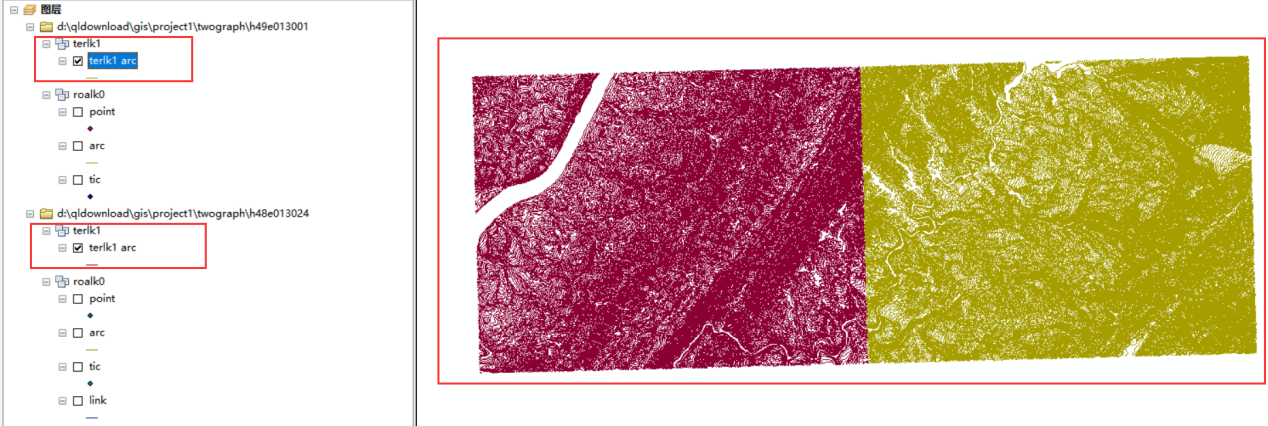 图层
d:\qldownload\gis\project1\twograph\h49e013001
terlk1
terlk1 arc
roalk0
point
arc
tic
d:\qldownload\gis\project1\twograph\h48e013024
terlk1
terlk1 arc
roalk0
point
arc
tic
link